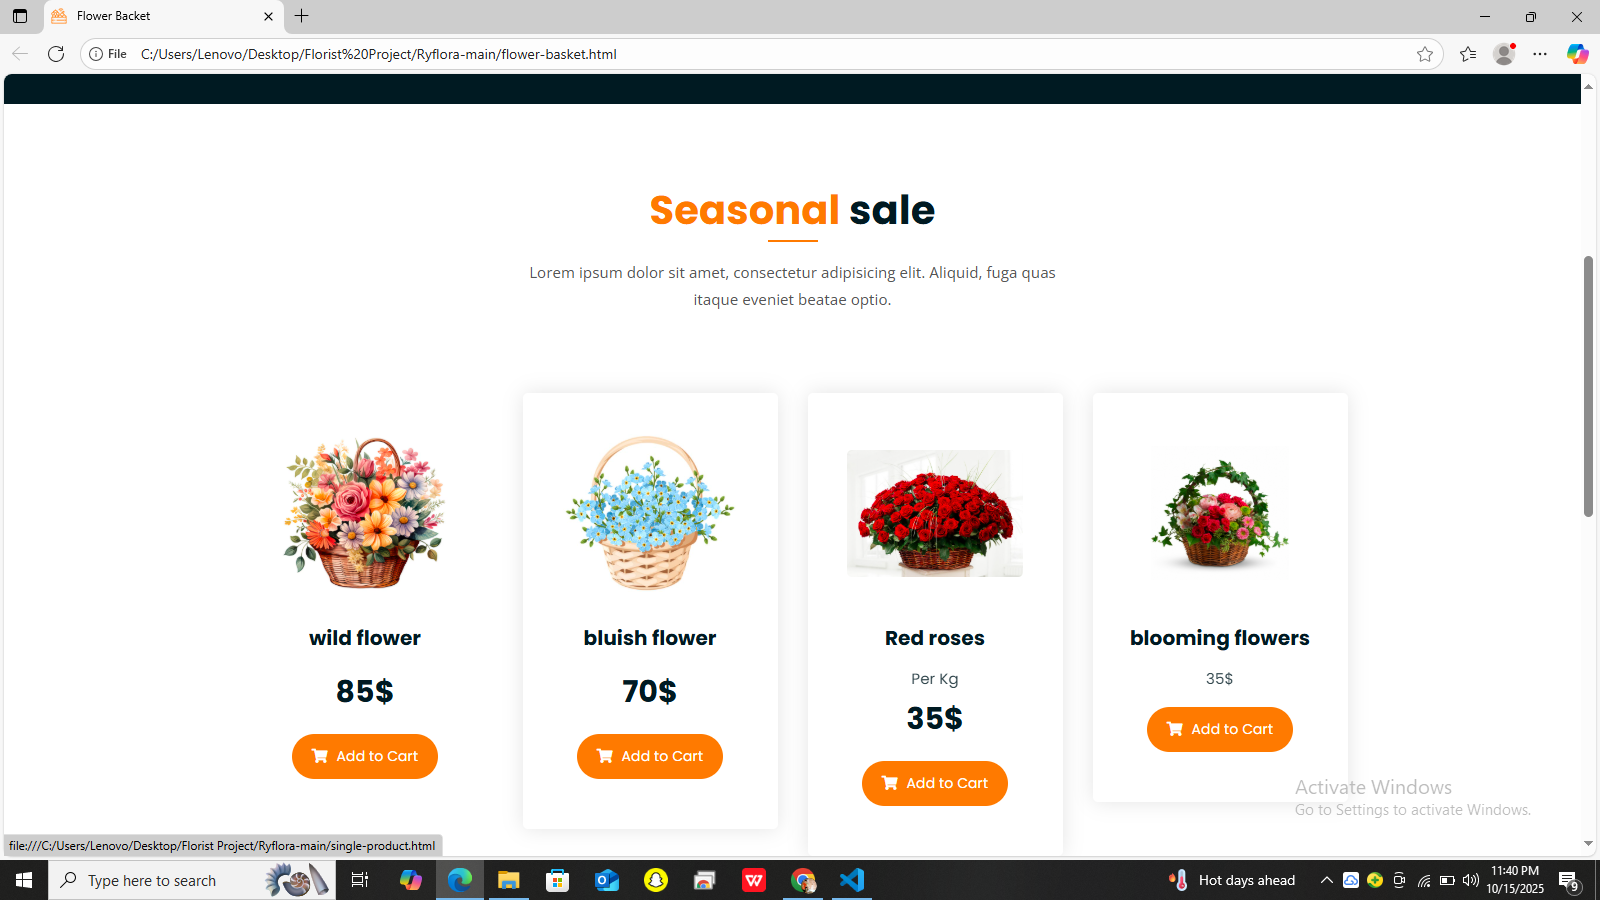 Flower Backet
File
C:/Users/Lenovo/Desktop/Florist%20Project/Ryflora-main/flower-basket.html
Seasonal sale
Lorem ipsum dolor sit amet, consectetur adipisicing elit. Aliquid, fuga quas
itaque eveniet beatae optio.
wild flower
85$
Add to Cart
bluish flower
70$
Add to Cart
Red roses
Per Kg
35$
Add to Cart
blooming flowers
35$
Add to Cart
Activate Windows
Go to Settings to activate Windows.
file:///C:/Users/Lenovo/Desktop/Florist Project/Ryflora-main/single-product.html
Type here to search
W
Hot days ahead
11:40 PM
10/15/2025
9